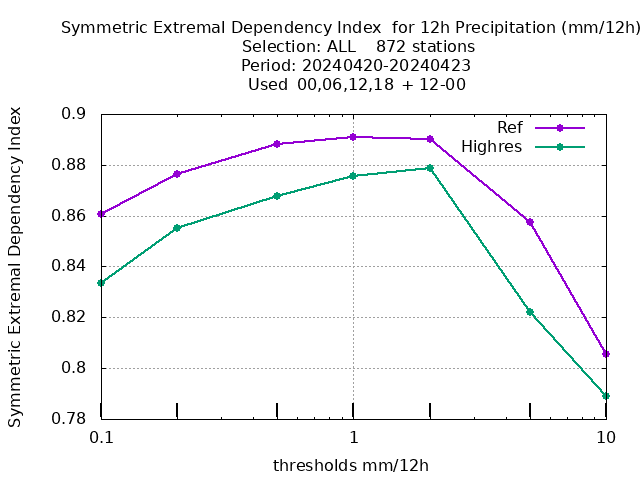 Symmetric Extremal Dependency Index  for 12h Precipitation (mm/12h)
Selection: ALL    872 stations
Period: 20240420-20240423
Used  00,06,12,18  + 12-00
Symmetric Extremal Dependency Index
0.9
0.88
0.86
0.84
0.82
0.8
0.78
Ref
Highres
0.1
1
10
thresholds mm/12h